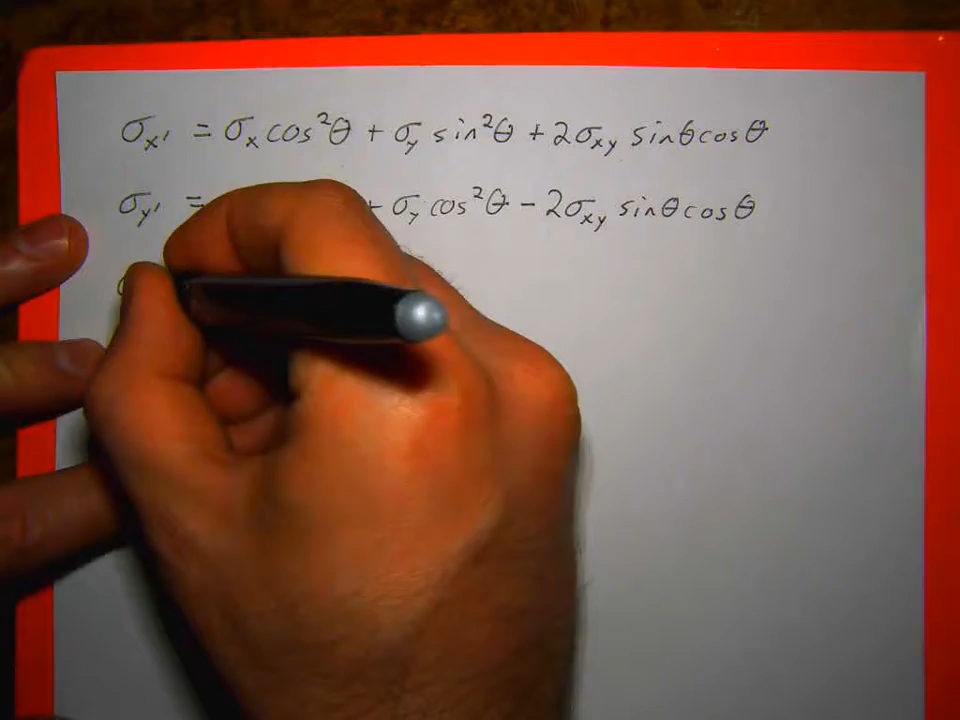 σx' = σx cos²θ + σy sin²θ + 2σxy sinθcosθ
σy' = + σy cos²θ - 2σxy sinθcosθ